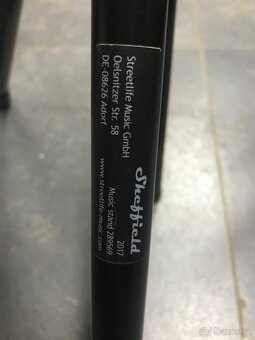 Streetlife Music GmbH
Oelsnitzer Str. 58
DE-08626 Adorf
Sheffield
2017
Music stand 289569
www.streetlife-music.com